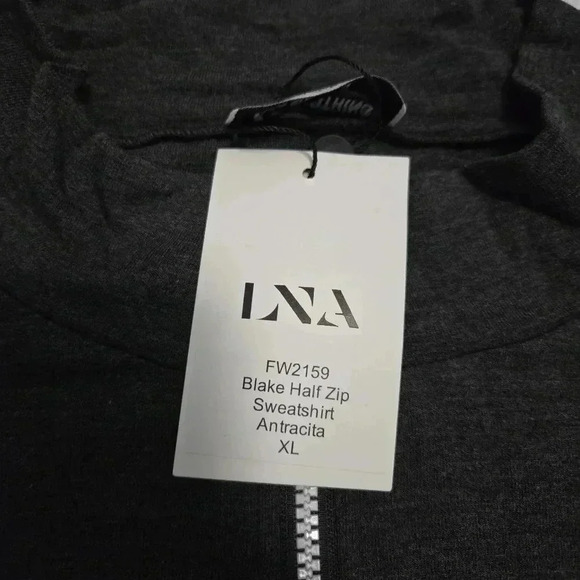 LNA
FW2159
Blake Half Zip
Sweatshirt
Antracita
XL